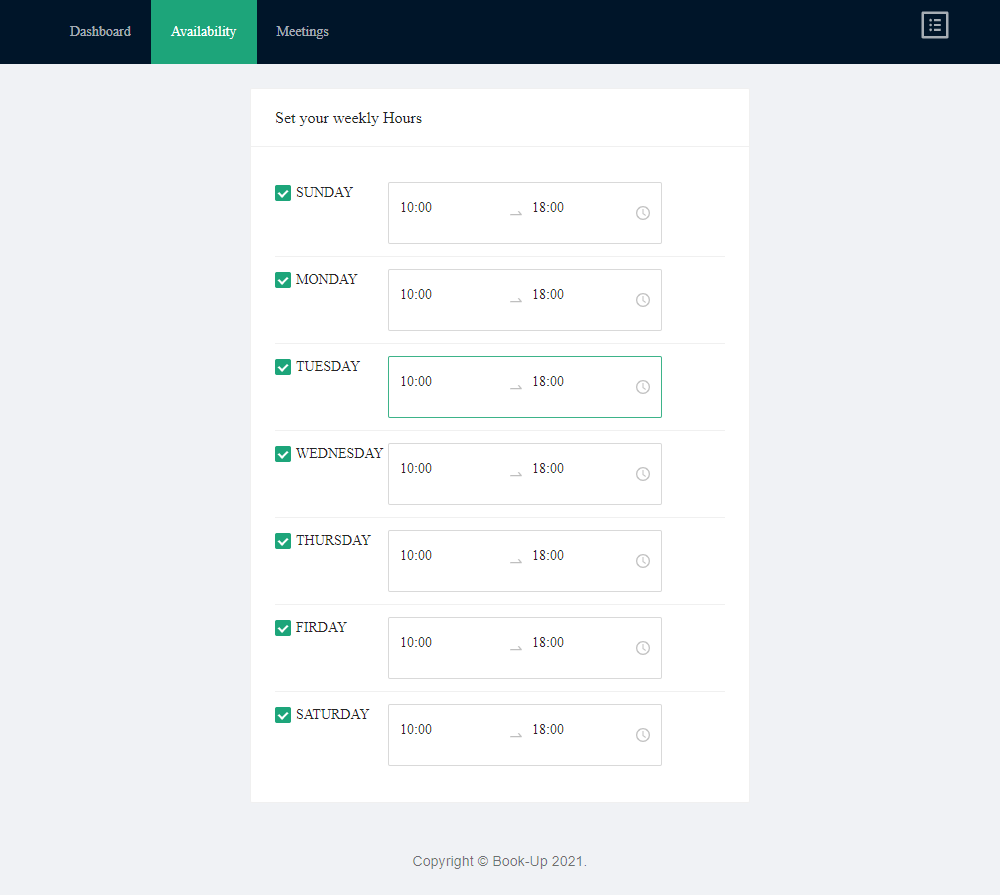 Dashboard Availability Meetings
Set your weekly Hours
SUNDAY 10:00 18:00
MONDAY 10:00 18:00
TUESDAY 10:00 18:00
WEDNESDAY 10:00 18:00
THURSDAY 10:00 18:00
FIRDAY 10:00 18:00
SATURDAY 10:00 18:00
Copyright © Book-Up 2021.